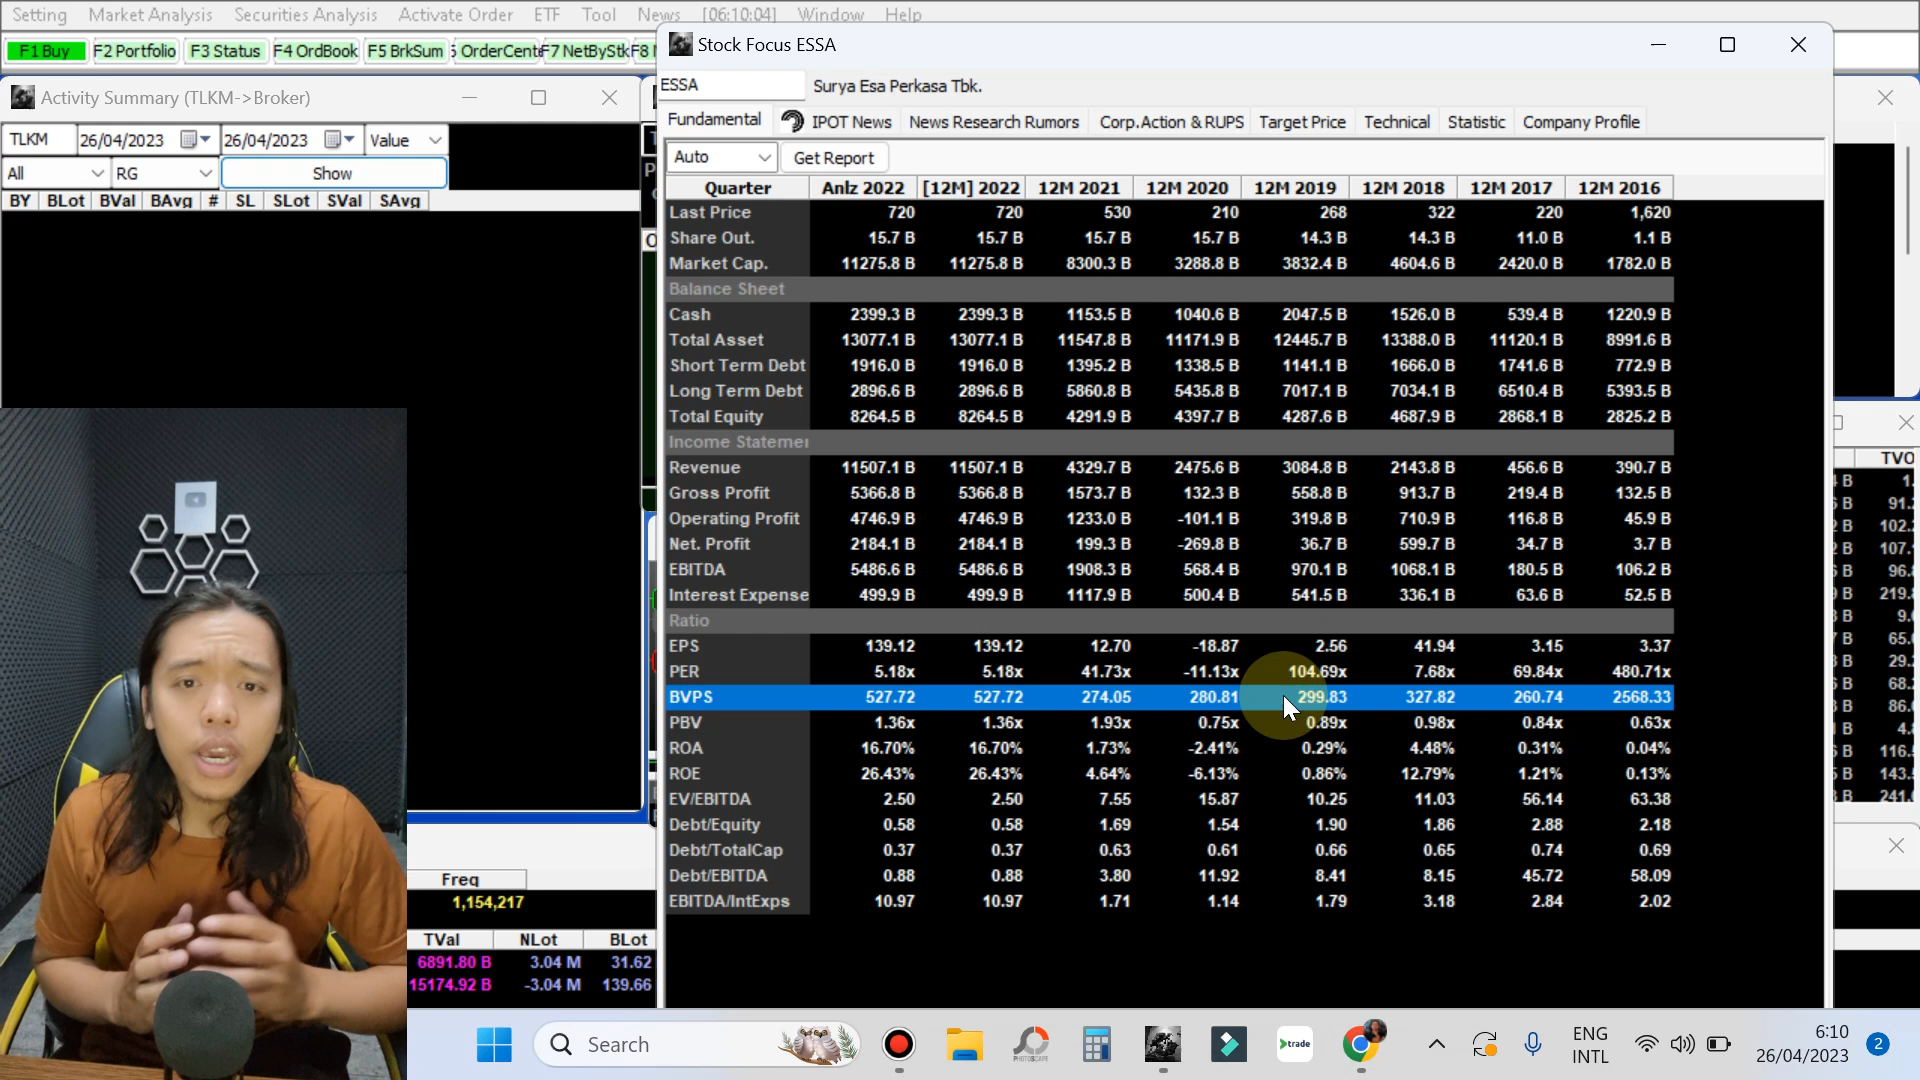 Setting Market Analysis Securities Analysis Activate Order ETF Tool News [06:10:04] Window Help
F1 Buy F2 Portfolio F3 Status F4 OrdBook F5 BrkSum OrderCent F7 NetByStk F8
Stock Focus ESSA
ESSA Surya Esa Perkasa Tbk.
Activity Summary (TLKM->Broker)
Fundamental IPOT News News Research Rumors Corp.Action & RUPS Target Price Technical Statistic Company Profile
TLKM 26/04/2023 26/04/2023 Value
Auto Get Report
All RG Show
BY BLot BVal BAvg # SL SLot SVal SAvg
Quarter Anlz 2022 [12M] 2022 12M 2021 12M 2020 12M 2019 12M 2018 12M 2017 12M 2016
Last Price 720 720 530 210 268 322 220 1,620
Share Out. 15.7 B 15.7 B 15.7 B 15.7 B 14.3 B 14.3 B 11.0 B 1.1 B
Market Cap. 11275.8 B 11275.8 B 8300.3 B 3288.8 B 3832.4 B 4604.6 B 2420.0 B 1782.0 B
Balance Sheet
Cash 2399.3 B 2399.3 B 1153.5 B 1040.6 B 2047.5 B 1526.0 B 539.4 B 1220.9 B
Total Asset 13077.1 B 13077.1 B 11547.8 B 11171.9 B 12445.7 B 13388.0 B 11120.1 B 8991.6 B
Short Term Debt 1916.0 B 1916.0 B 1395.2 B 1338.5 B 1141.1 B 1666.0 B 1741.6 B 772.9 B
Long Term Debt 2896.6 B 2896.6 B 5860.8 B 5435.8 B 7017.1 B 7034.1 B 6510.4 B 5393.5 B
Total Equity 8264.5 B 8264.5 B 4291.9 B 4397.7 B 4287.6 B 4687.9 B 2868.1 B 2825.2 B
Income Statemer
Revenue 11507.1 B 11507.1 B 4329.7 B 2475.6 B 3084.8 B 2143.8 B 456.6 B 390.7 B
Gross Profit 5366.8 B 5366.8 B 1573.7 B 132.3 B 558.8 B 913.7 B 219.4 B 132.5 B
Operating Profit 4746.9 B 4746.9 B 1233.0 B -101.1 B 319.8 B 710.9 B 116.8 B 45.9 B
Net. Profit 2184.1 B 2184.1 B 199.3 B -269.8 B 36.7 B 599.7 B 34.7 B 3.7 B
EBITDA 5486.6 B 5486.6 B 1908.3 B 568.4 B 970.1 B 1068.1 B 180.5 B 106.2 B
Interest Expense 499.9 B 499.9 B 1117.9 B 500.4 B 541.5 B 336.1 B 63.6 B 52.5 B
Ratio
EPS 139.12 139.12 12.70 -18.87 2.56 41.94 3.15 3.37
PER 5.18x 5.18x 41.73x -11.13x 104.69x 7.68x 69.84x 480.71x
BVPS 527.72 527.72 274.05 280.81 299.83 327.82 260.74 2568.33
PBV 1.36x 1.36x 1.93x 0.75x 0.89x 0.98x 0.84x 0.63x
ROA 16.70% 16.70% 1.73% -2.41% 0.29% 4.48% 0.31% 0.04%
ROE 26.43% 26.43% 4.64% -6.13% 0.86% 12.79% 1.21% 0.13%
EV/EBITDA 2.50 2.50 7.55 15.87 10.25 11.03 56.14 63.38
Debt/Equity 0.58 0.58 1.69 1.54 1.90 1.86 2.88 2.18
Debt/TotalCap 0.37 0.37 0.63 0.61 0.66 0.65 0.74 0.69
Debt/EBITDA 0.88 0.88 3.80 11.92 8.41 8.15 45.72 58.09
EBITDA/IntExps 10.97 10.97 1.71 1.14 1.79 3.18 2.84 2.02
TVO
Freq
1,154,217
TVal NLot BLot
6891.80 B 3.04 M 31.62
15174.92 B -3.04 M 139.66
Search PHOTOSCAPE trade ENG INTL 6:10 26/04/2023 2